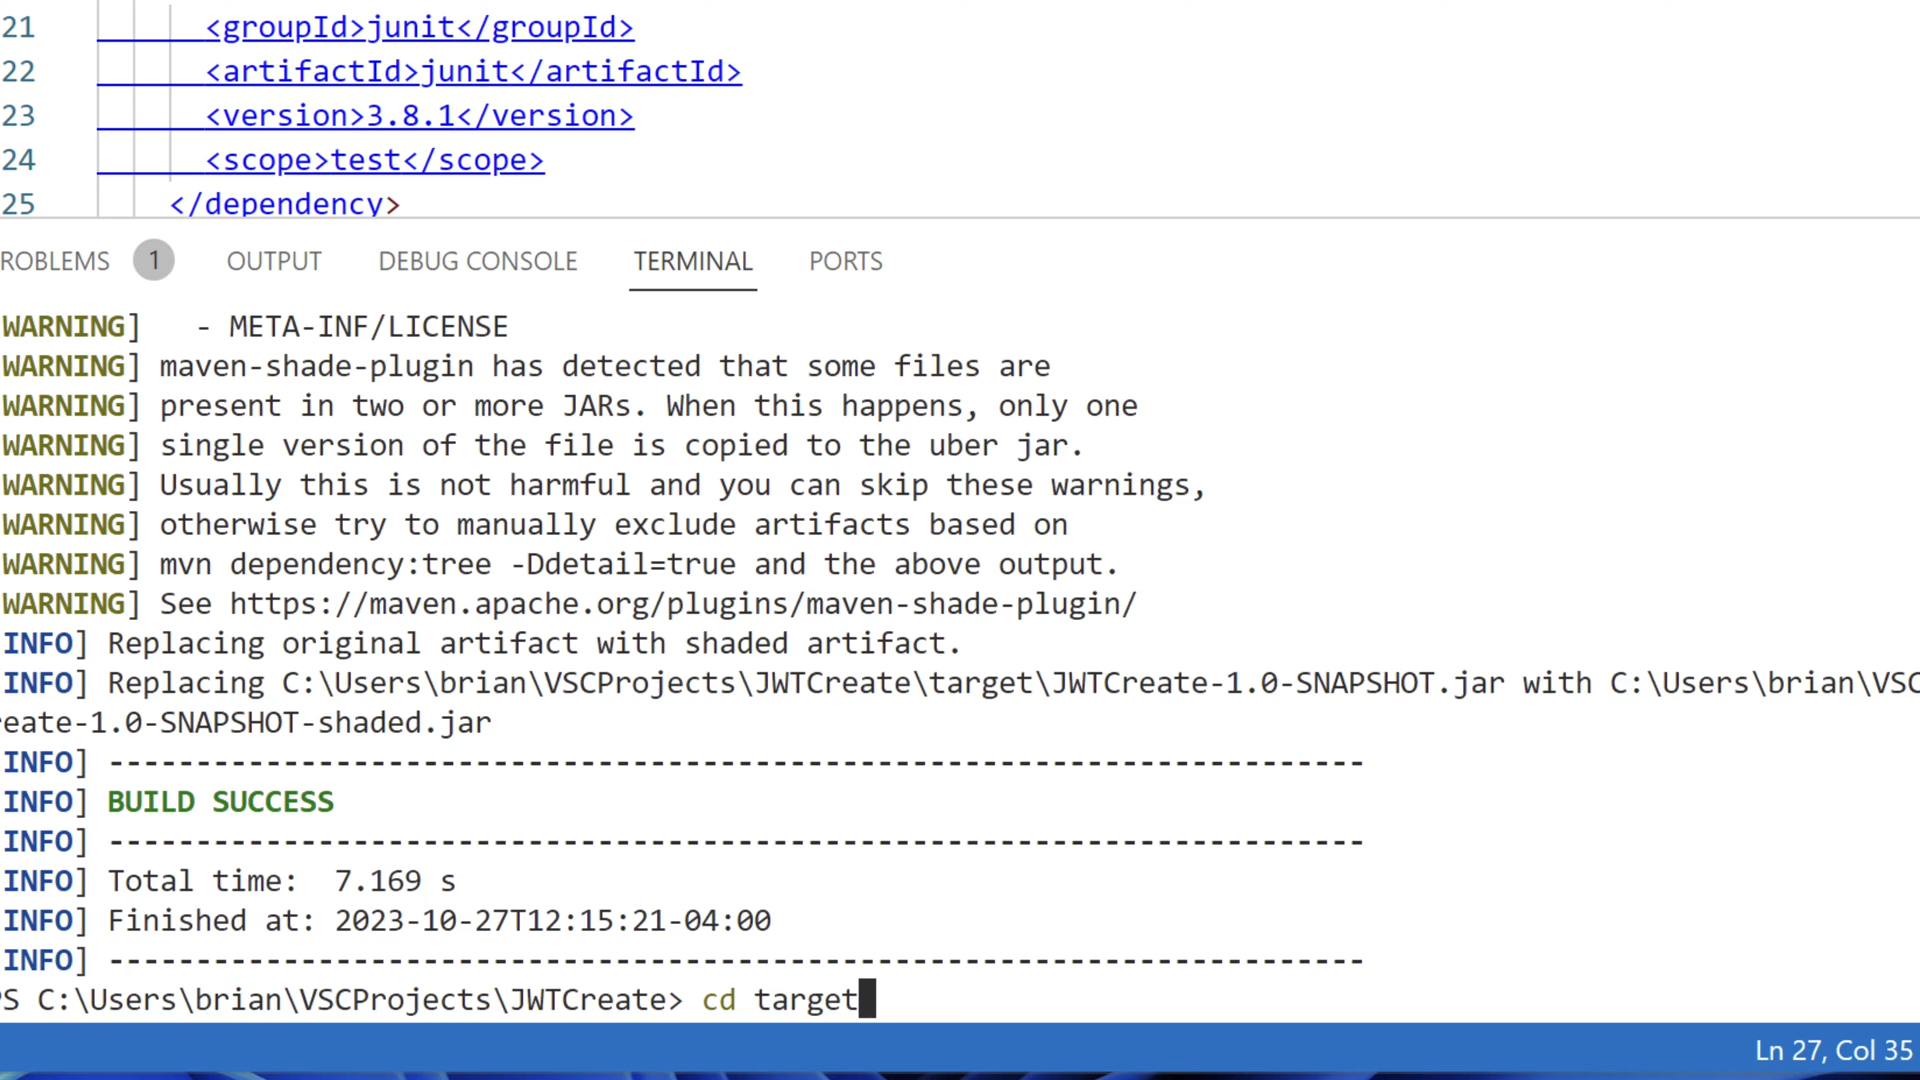 21 <groupId>junit</groupId>
22 <artifactId>junit</artifactId>
23 <version>3.8.1</version>
24 <scope>test</scope>
25 </dependency>
ROBLEMS 1 OUTPUT DEBUG CONSOLE TERMINAL PORTS
WARNING]   - META-INF/LICENSE
WARNING] maven-shade-plugin has detected that some files are
WARNING] present in two or more JARs. When this happens, only one
WARNING] single version of the file is copied to the uber jar.
WARNING] Usually this is not harmful and you can skip these warnings,
WARNING] otherwise try to manually exclude artifacts based on
WARNING] mvn dependency:tree -Ddetail=true and the above output.
WARNING] See https://maven.apache.org/plugins/maven-shade-plugin/
INFO] Replacing original artifact with shaded artifact.
INFO] Replacing C:\Users\brian\VSCProjects\JWTCreate\target\JWTCreate-1.0-SNAPSHOT.jar with C:\Users\brian\VSC
eate-1.0-SNAPSHOT-shaded.jar
INFO] ------------------------------------------------------------------------
INFO] BUILD SUCCESS
INFO] ------------------------------------------------------------------------
INFO] Total time:  7.169 s
INFO] Finished at: 2023-10-27T12:15:21-04:00
INFO] ------------------------------------------------------------------------
PS C:\Users\brian\VSCProjects\JWTCreate> cd target
Ln 27, Col 35